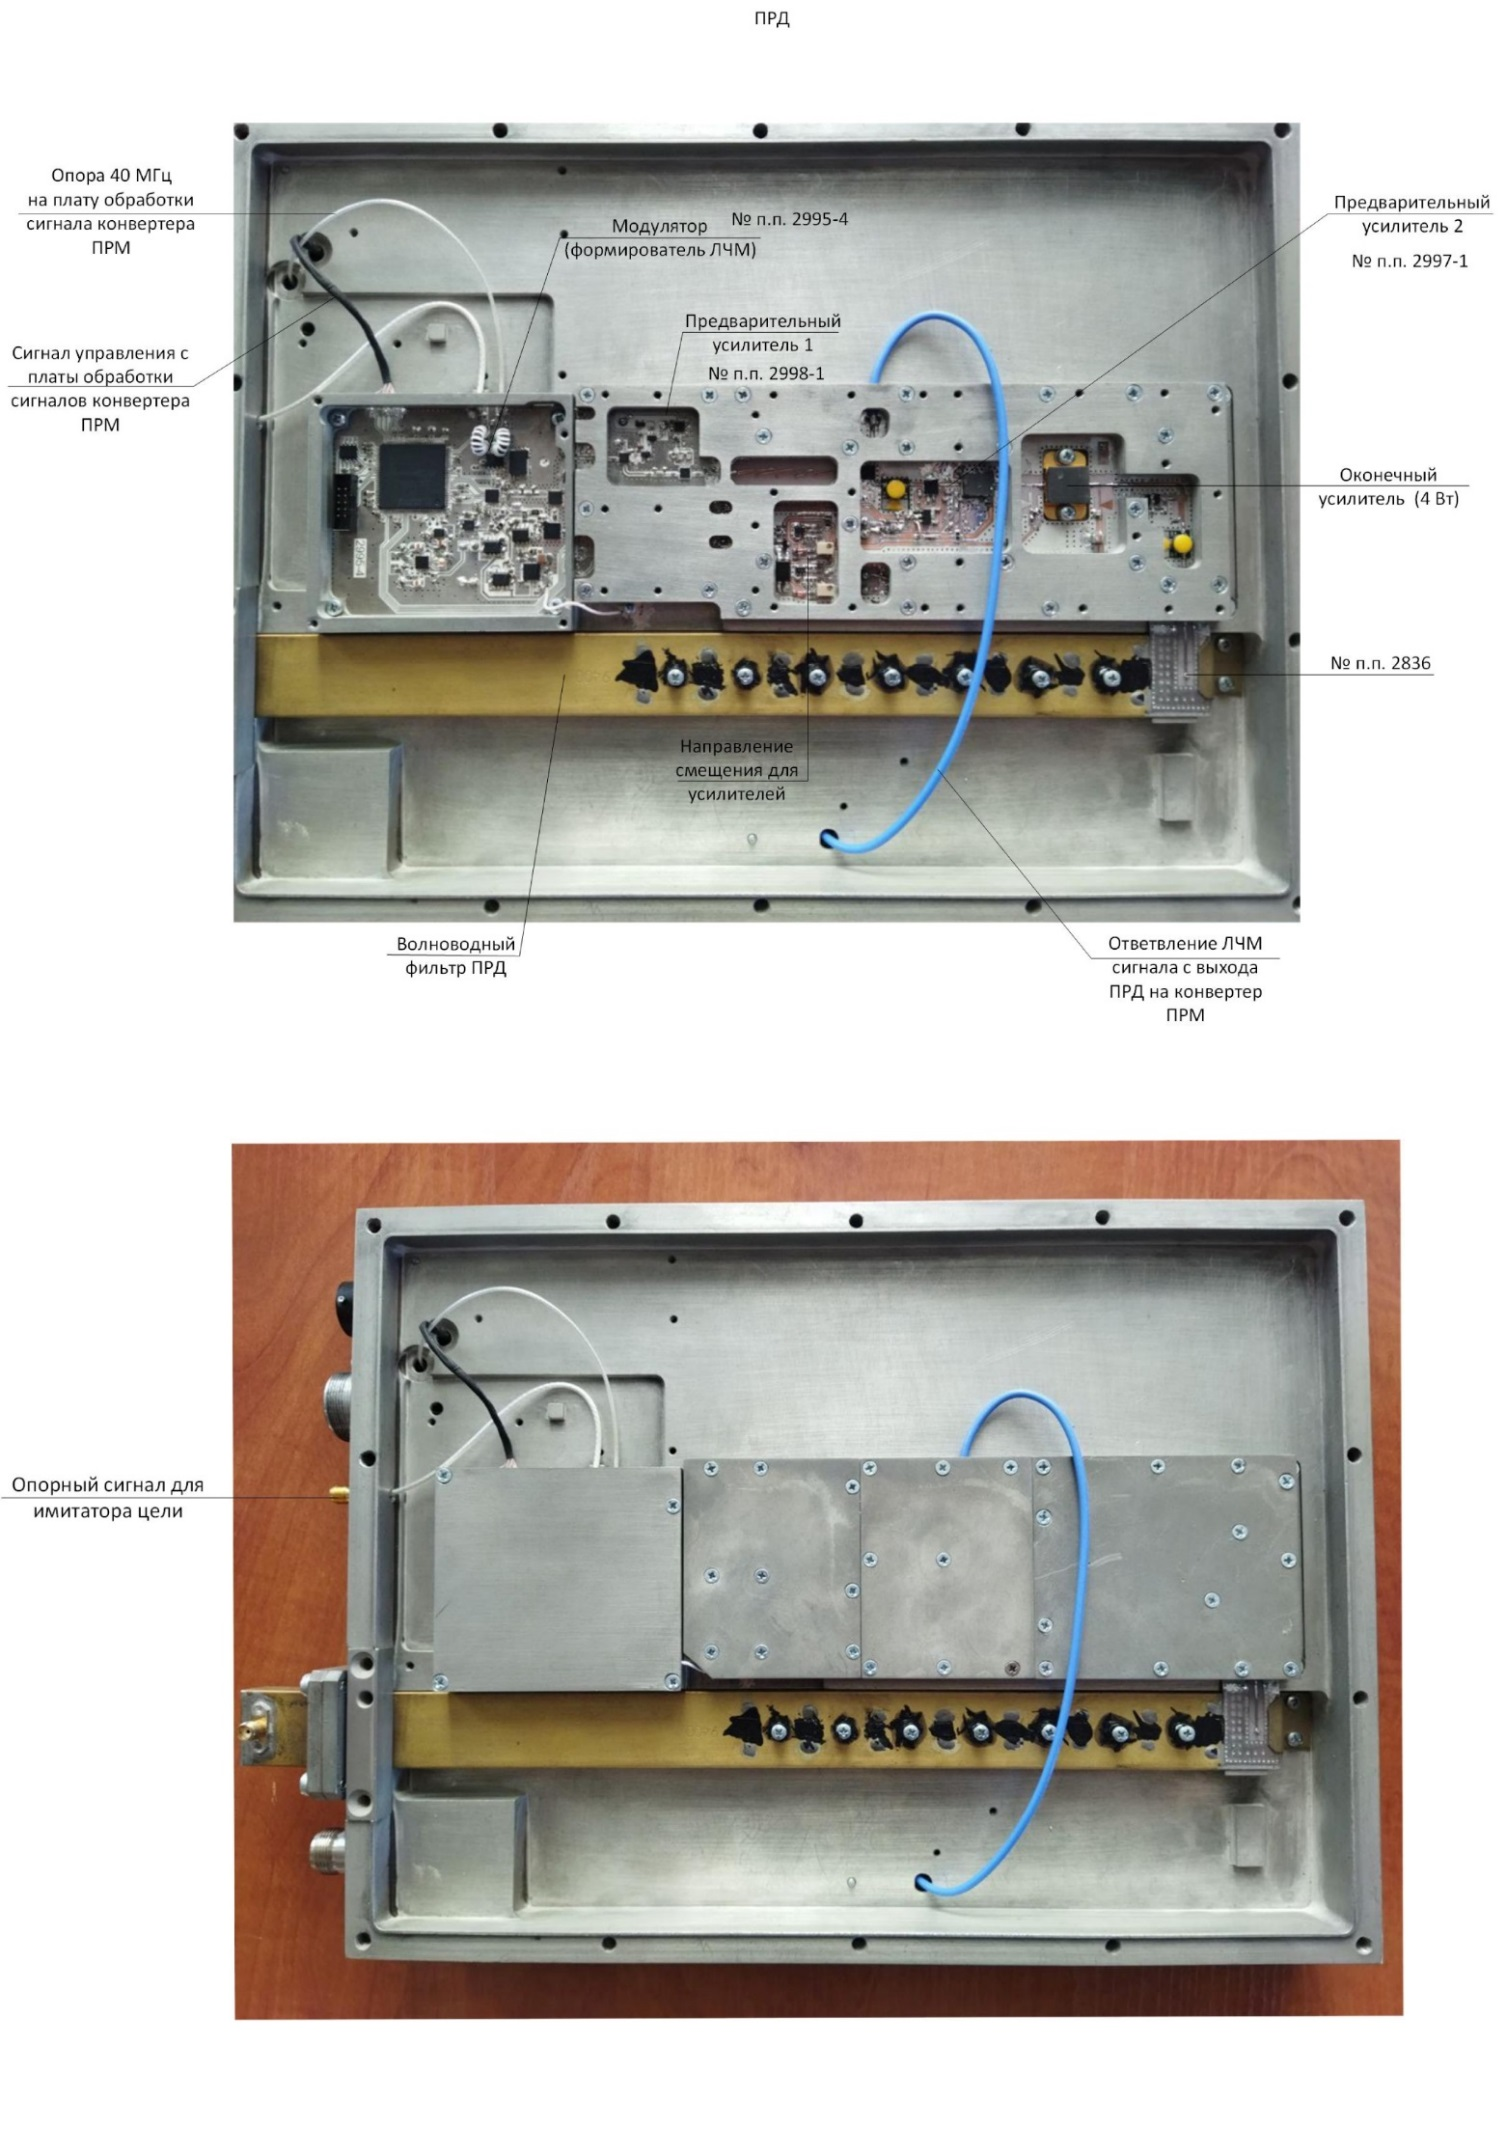 ПРД
Опора 40 МГц
на плату обработки
сигнала конвертера
ПРМ
Модулятор
(формирователь ЛЧМ)
№ п.п. 2995-4
Предварительный
усилитель 2
№ п.п. 2997-1
Предварительный
усилитель 1
№ п.п. 2998-1
Сигнал управления с
платы обработки
сигналов конвертера
ПРМ
Оконечный
усилитель (4 Вт)
№ п.п. 2836
Направление
смещения для
усилителей
Волноводный
фильтр ПРД
Ответвление ЛЧМ
сигнала с выхода
ПРД на конвертер
ПРМ
Опорный сигнал для
имитатора цели